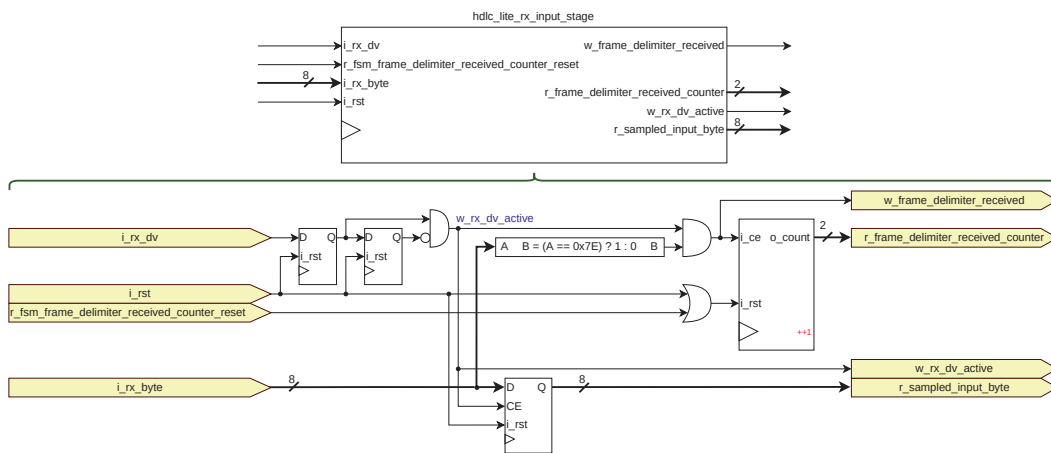 hdlc_lite_rx_input_stage
i_rx_dv
w_frame_delimiter_received
r_fsm_frame_delimiter_received_counter_reset
8
i_rx_byte
r_frame_delimiter_received_counter
2
i_rst
w_rx_dv_active
r_sampled_input_byte
8
w_frame_delimiter_received
w_rx_dv_active
i_rx_dv
D Q
D Q
A B = (A == 0x7E) ? 1 : 0 B
i_ce o_count
2
r_frame_delimiter_received_counter
i_rst
i_rst
i_rst
i_rst
r_fsm_frame_delimiter_received_counter_reset
++1
w_rx_dv_active
i_rx_byte
8
D Q
8
r_sampled_input_byte
CE
i_rst